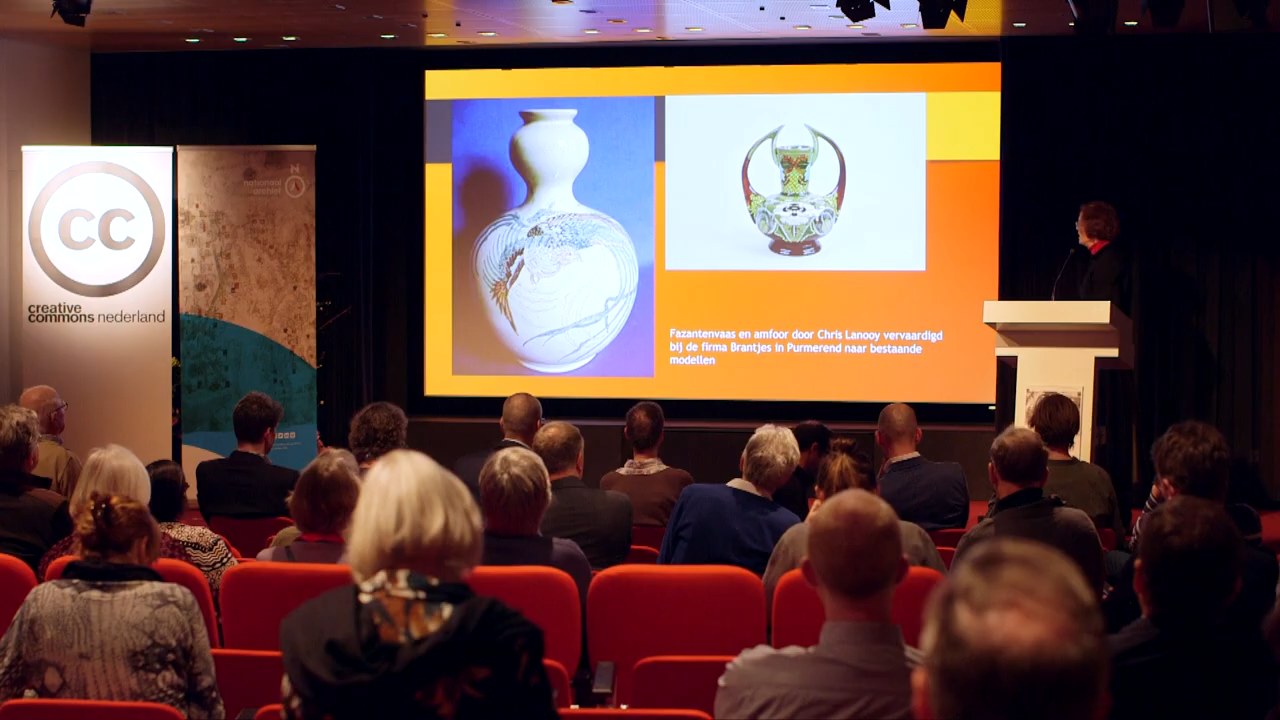 cc
creative
commons nederland
nationaal
archief
Fazantenvaas en amfoor door Chris Lanooy vervaardigd
bij de firma Brantjes in Purmerend naar bestaande
modellen